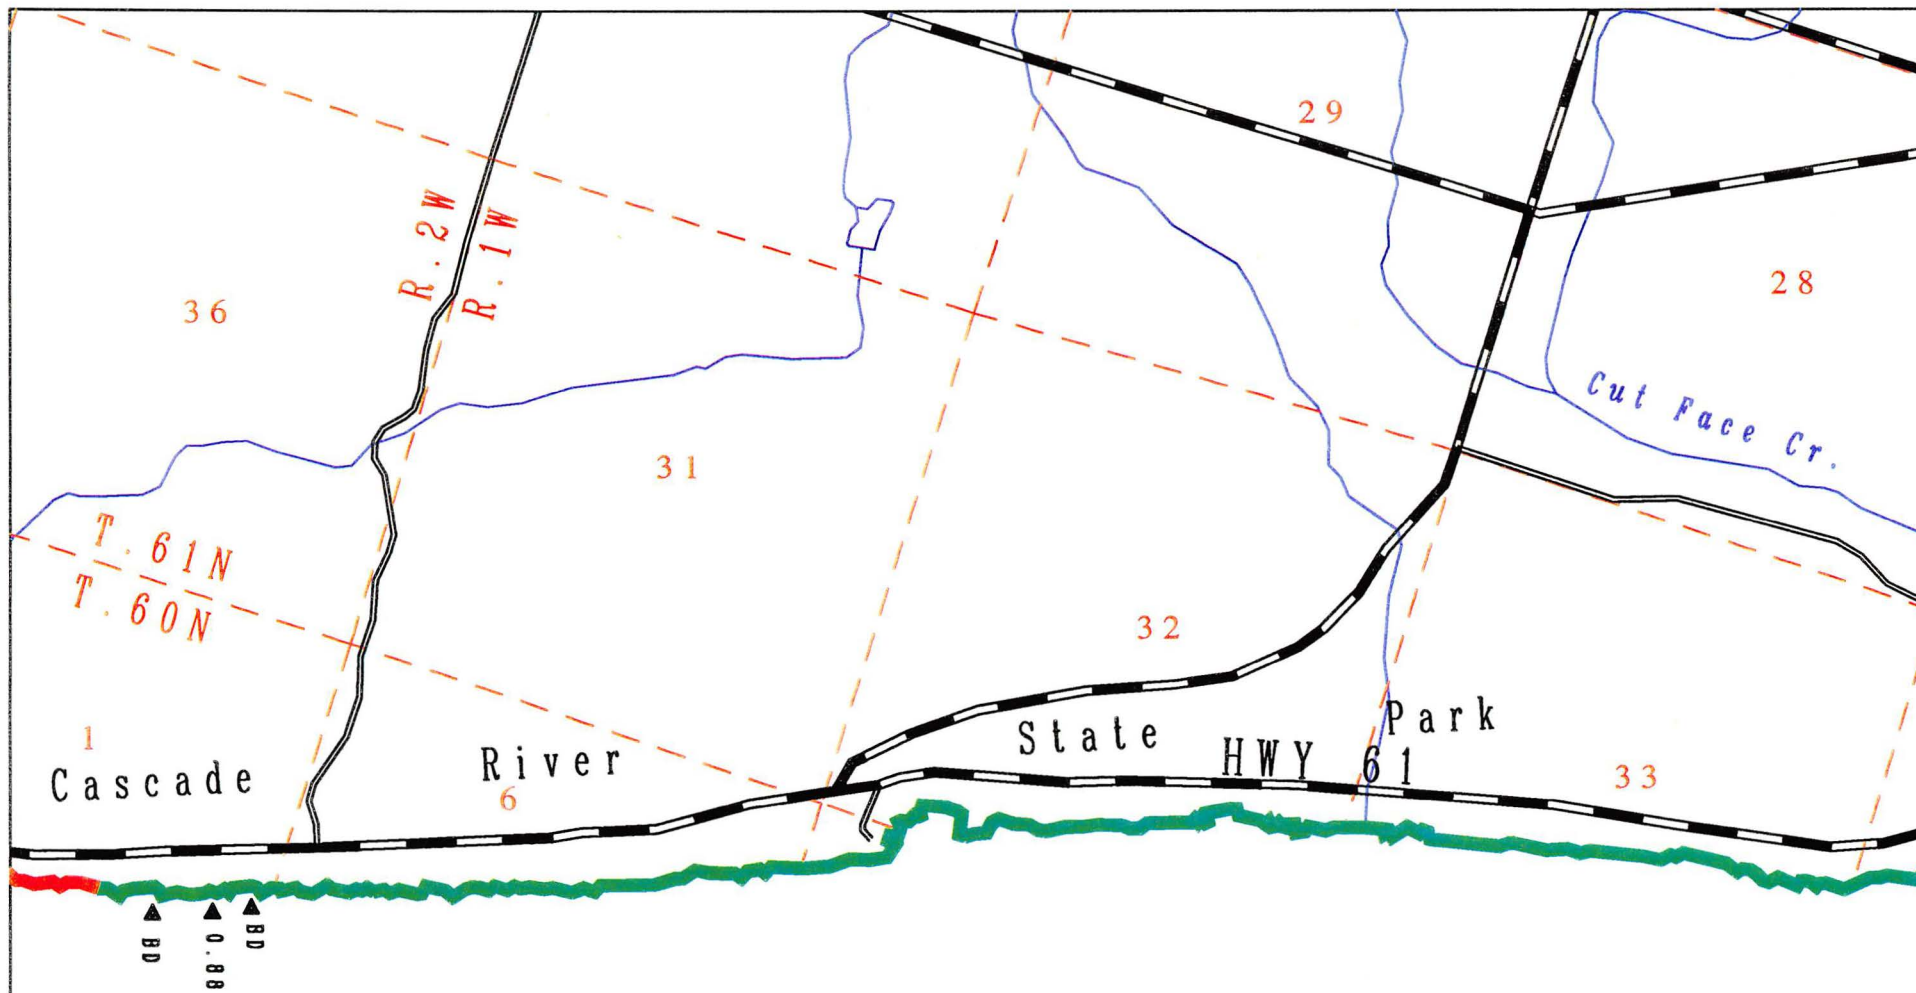 29
R.2W
R.1W
28
36
Cut Face Cr.
31
T.61N
T.60N
32
1
Cascade River State Park
HWY 61
6
33
BD
0.88
BD